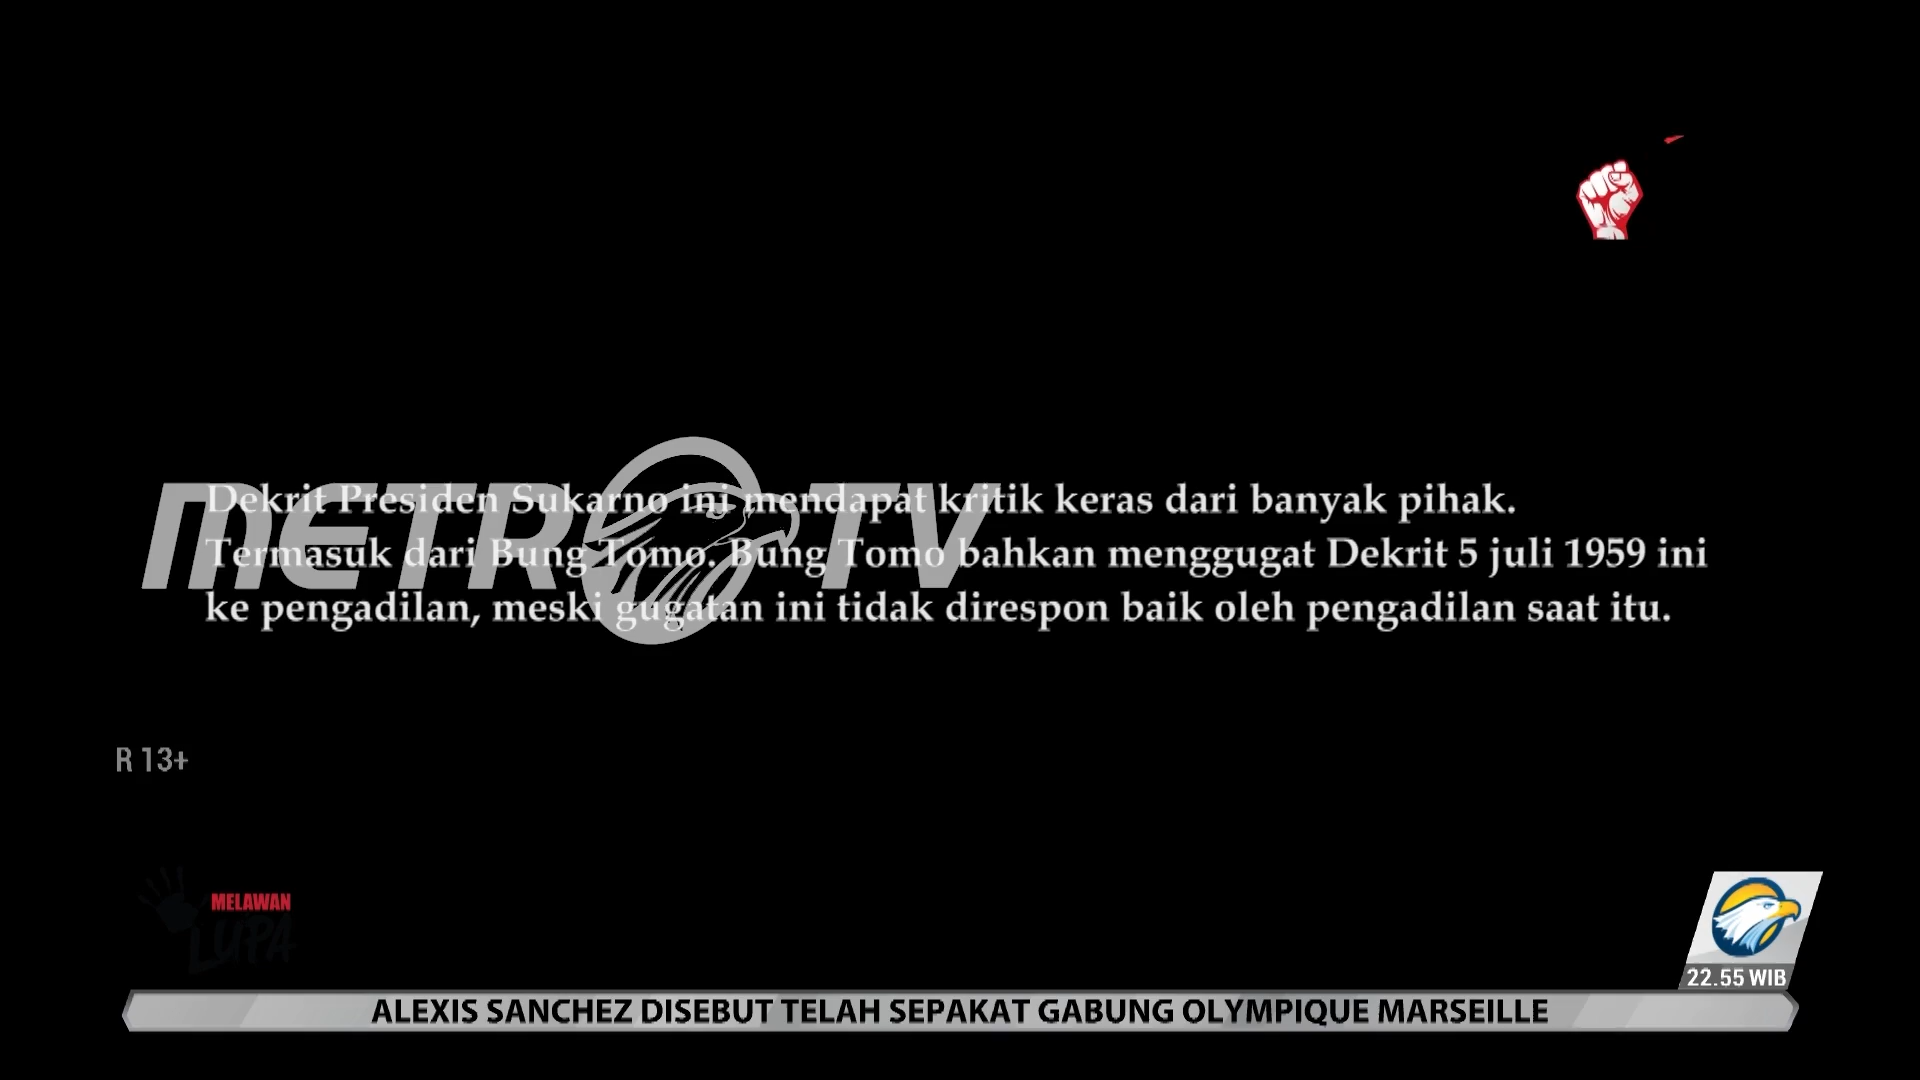 METRO TV
Dekrit Presiden Sukarno ini mendapat kritik keras dari banyak pihak.
Termasuk dari Bung Tomo. Bung Tomo bahkan menggugat Dekrit 5 juli 1959 ini
ke pengadilan, meski gugatan ini tidak direspon baik oleh pengadilan saat itu.
R 13+
MELAWAN
LUPA
22.55 WIB
ALEXIS SANCHEZ DISEBUT TELAH SEPAKAT GABUNG OLYMPIQUE MARSEILLE